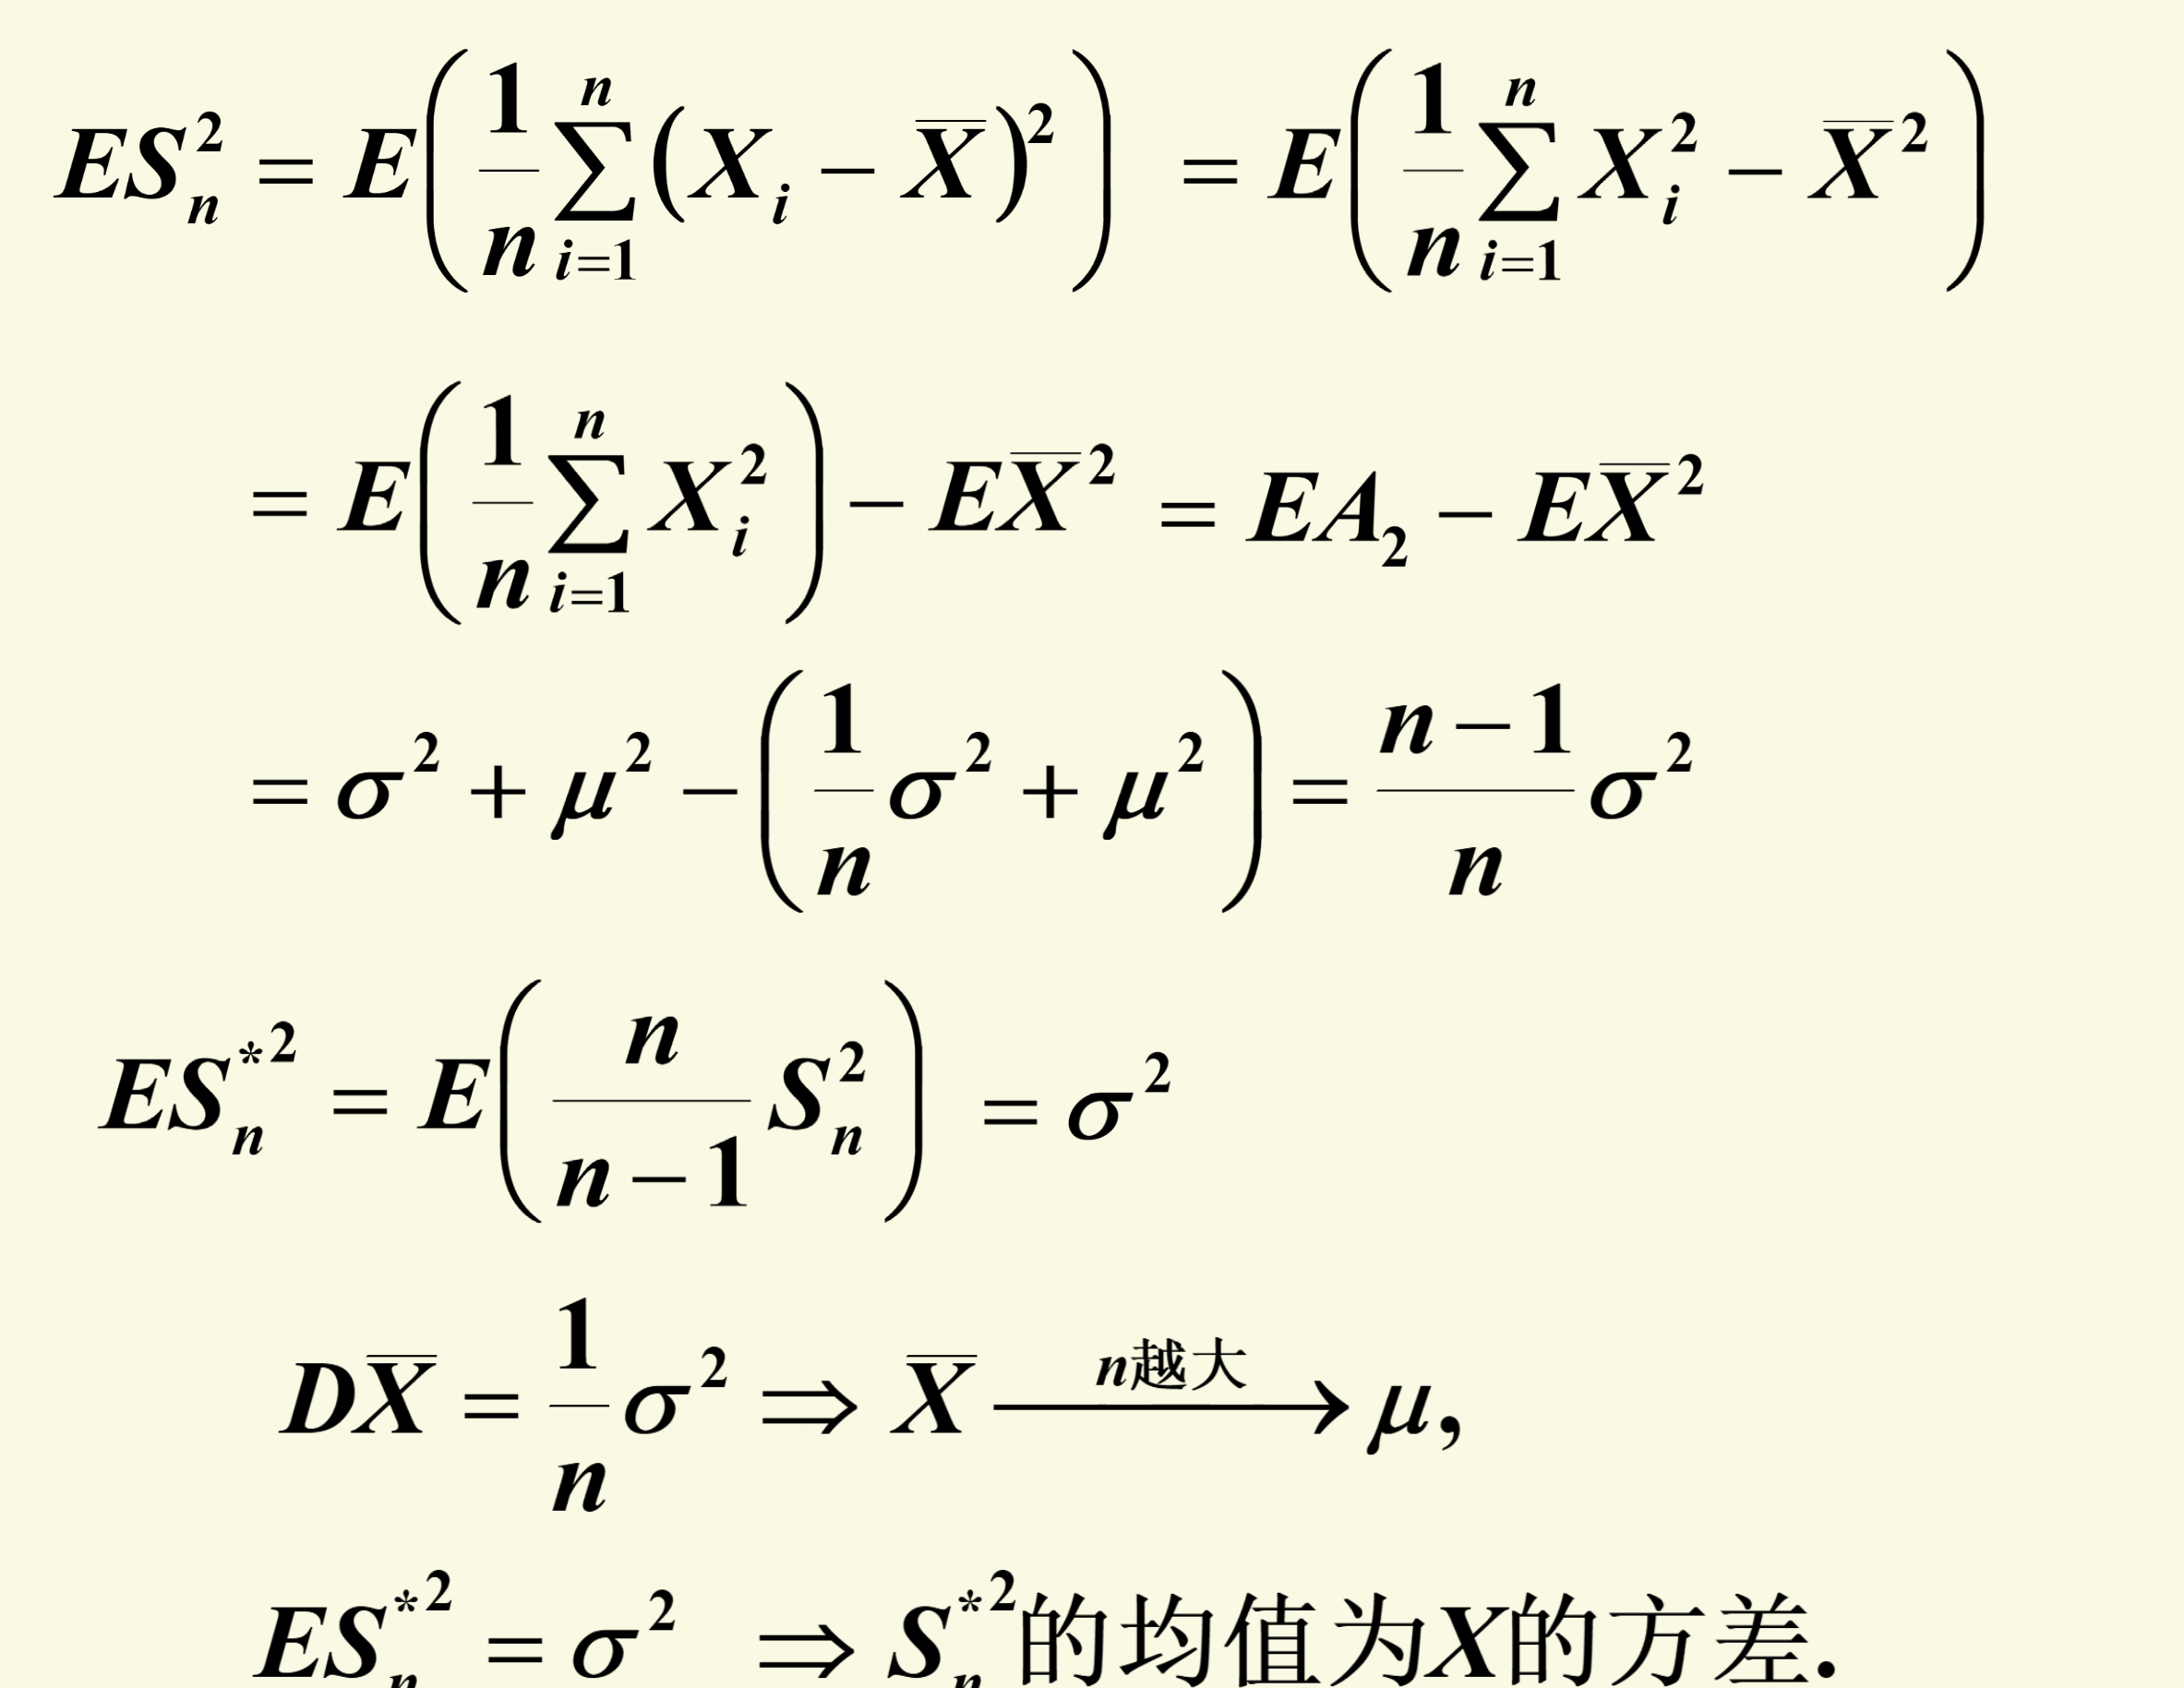 $ES_n^2 = E\left(\frac{1}{n}\sum_{i=1}^{n}\left(X_i - \overline{X}\right)^2\right) = E\left(\frac{1}{n}\sum_{i=1}^{n}X_i^2 - \overline{X}^2\right)$
$= E\left(\frac{1}{n}\sum_{i=1}^{n}X_i^2\right) - E\overline{X}^2 = EA_2 - E\overline{X}^2$
$= \sigma^2 + \mu^2 - \left(\frac{1}{n}\sigma^2 + \mu^2\right) = \frac{n-1}{n}\sigma^2$
$ES_n^{*2} = E\left(\frac{n}{n-1}S_n^2\right) = \sigma^2$
$D\overline{X} = \frac{1}{n}\sigma^2 \Rightarrow \overline{X} \xrightarrow{n越大} \mu,$
$ES_n^{*2} = \sigma^2 \Rightarrow S_n^{*2}$的均值为$X$的方差.